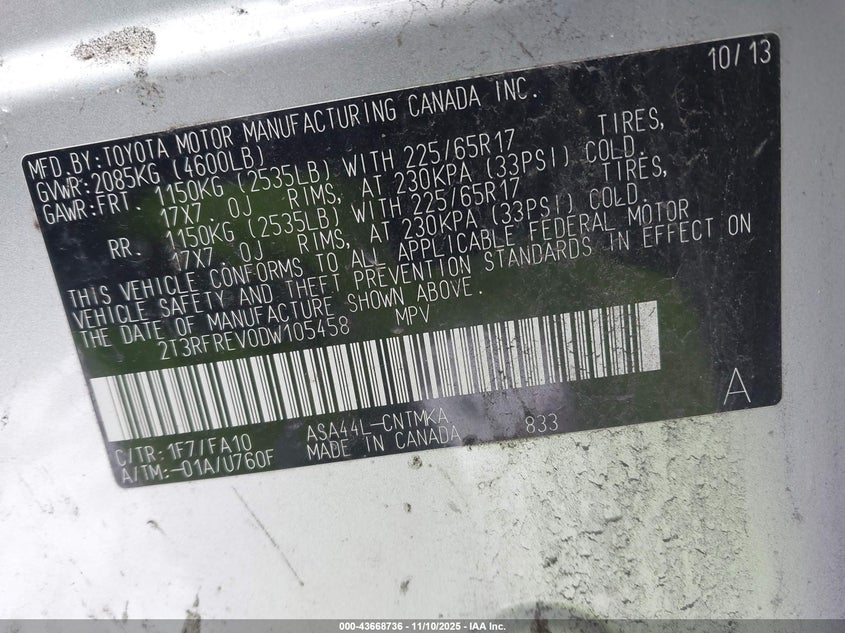 10/13
MFD.BY:TOYOTA MOTOR MANUFACTURING CANADA INC.
GVWR:2085KG (4600LB)
GAWR:FRT. 1150KG (2535LB) WITH 225/65R17 TIRES,
17X7.0J RIMS, AT 230KPA (33PSI) COLD.
RR. 1150KG (2535LB) WITH 225/65R17 TIRES,
17X7.0J RIMS, AT 230KPA (33PSI) COLD.
THIS VEHICLE CONFORMS TO ALL APPLICABLE FEDERAL MOTOR
VEHICLE SAFETY AND THEFT PREVENTION STANDARDS IN EFFECT ON
THE DATE OF MANUFACTURE SHOWN ABOVE.
2T3RFREV0DW105458 MPV
A
C/TR:1F7/FA10 ASA44L-CNTMKA 833
A/TM:-01A/U760F MADE IN CANADA
000-43668736 - 11/10/2025 - IAA Inc.